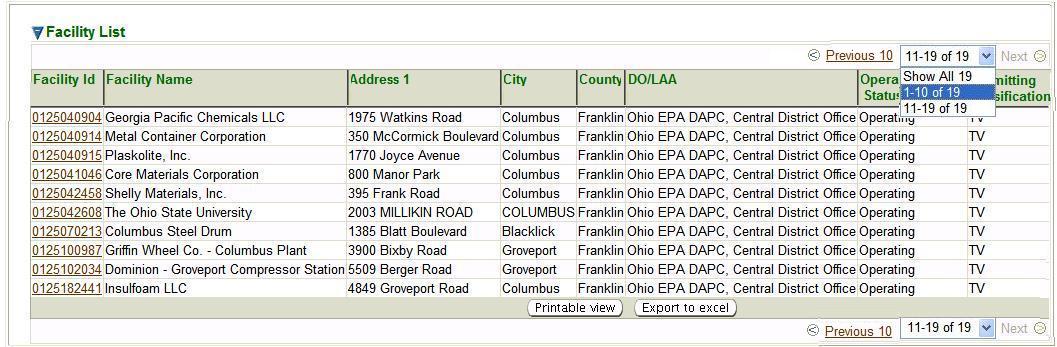 Facility List
Previous 10 11-19 of 19 Next
Show All 19
1-10 of 19
11-19 of 19
Facility Id Facility Name Address 1 City County DO/LAA Opera Status mitting sification
0125040904 Georgia Pacific Chemicals LLC 1975 Watkins Road Columbus Franklin Ohio EPA DAPC, Central District Office Operating TV
0125040914 Metal Container Corporation 350 McCormick Boulevard Columbus Franklin Ohio EPA DAPC, Central District Office Operating TV
0125040915 Plaskolite, Inc. 1770 Joyce Avenue Columbus Franklin Ohio EPA DAPC, Central District Office Operating TV
0125041046 Core Materials Corporation 800 Manor Park Columbus Franklin Ohio EPA DAPC, Central District Office Operating TV
0125042458 Shelly Materials, Inc. 395 Frank Road Columbus Franklin Ohio EPA DAPC, Central District Office Operating TV
0125042608 The Ohio State University 2003 MILLIKIN ROAD COLUMBUS Franklin Ohio EPA DAPC, Central District Office Operating TV
0125070213 Columbus Steel Drum 1385 Blatt Boulevard Blacklick Franklin Ohio EPA DAPC, Central District Office Operating TV
0125100987 Griffin Wheel Co. - Columbus Plant 3900 Bixby Road Groveport Franklin Ohio EPA DAPC, Central District Office Operating TV
0125102034 Dominion - Groveport Compressor Station 5509 Berger Road Groveport Franklin Ohio EPA DAPC, Central District Office Operating TV
0125182441 Insulfoam LLC 4849 Groveport Road Columbus Franklin Ohio EPA DAPC, Central District Office Operating TV
Printable view Export to excel
Previous 10 11-19 of 19 Next